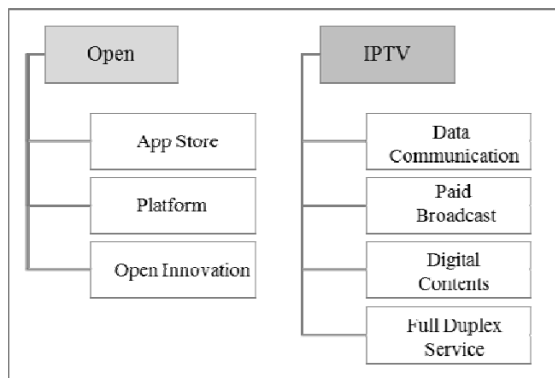 Open
App Store
Platform
Open Innovation
IPTV
Data
Communication
Paid
Broadcast
Digital
Contents
Full Duplex
Service